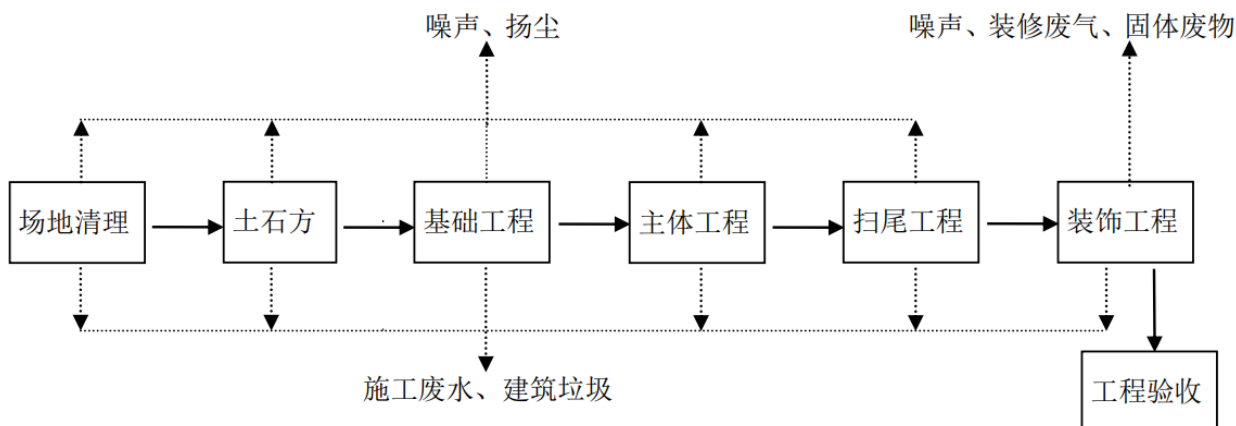 噪声、扬尘
噪声、装修废气、固体废物
场地清理
土石方
基础工程
主体工程
扫尾工程
装饰工程
施工废水、建筑垃圾
工程验收